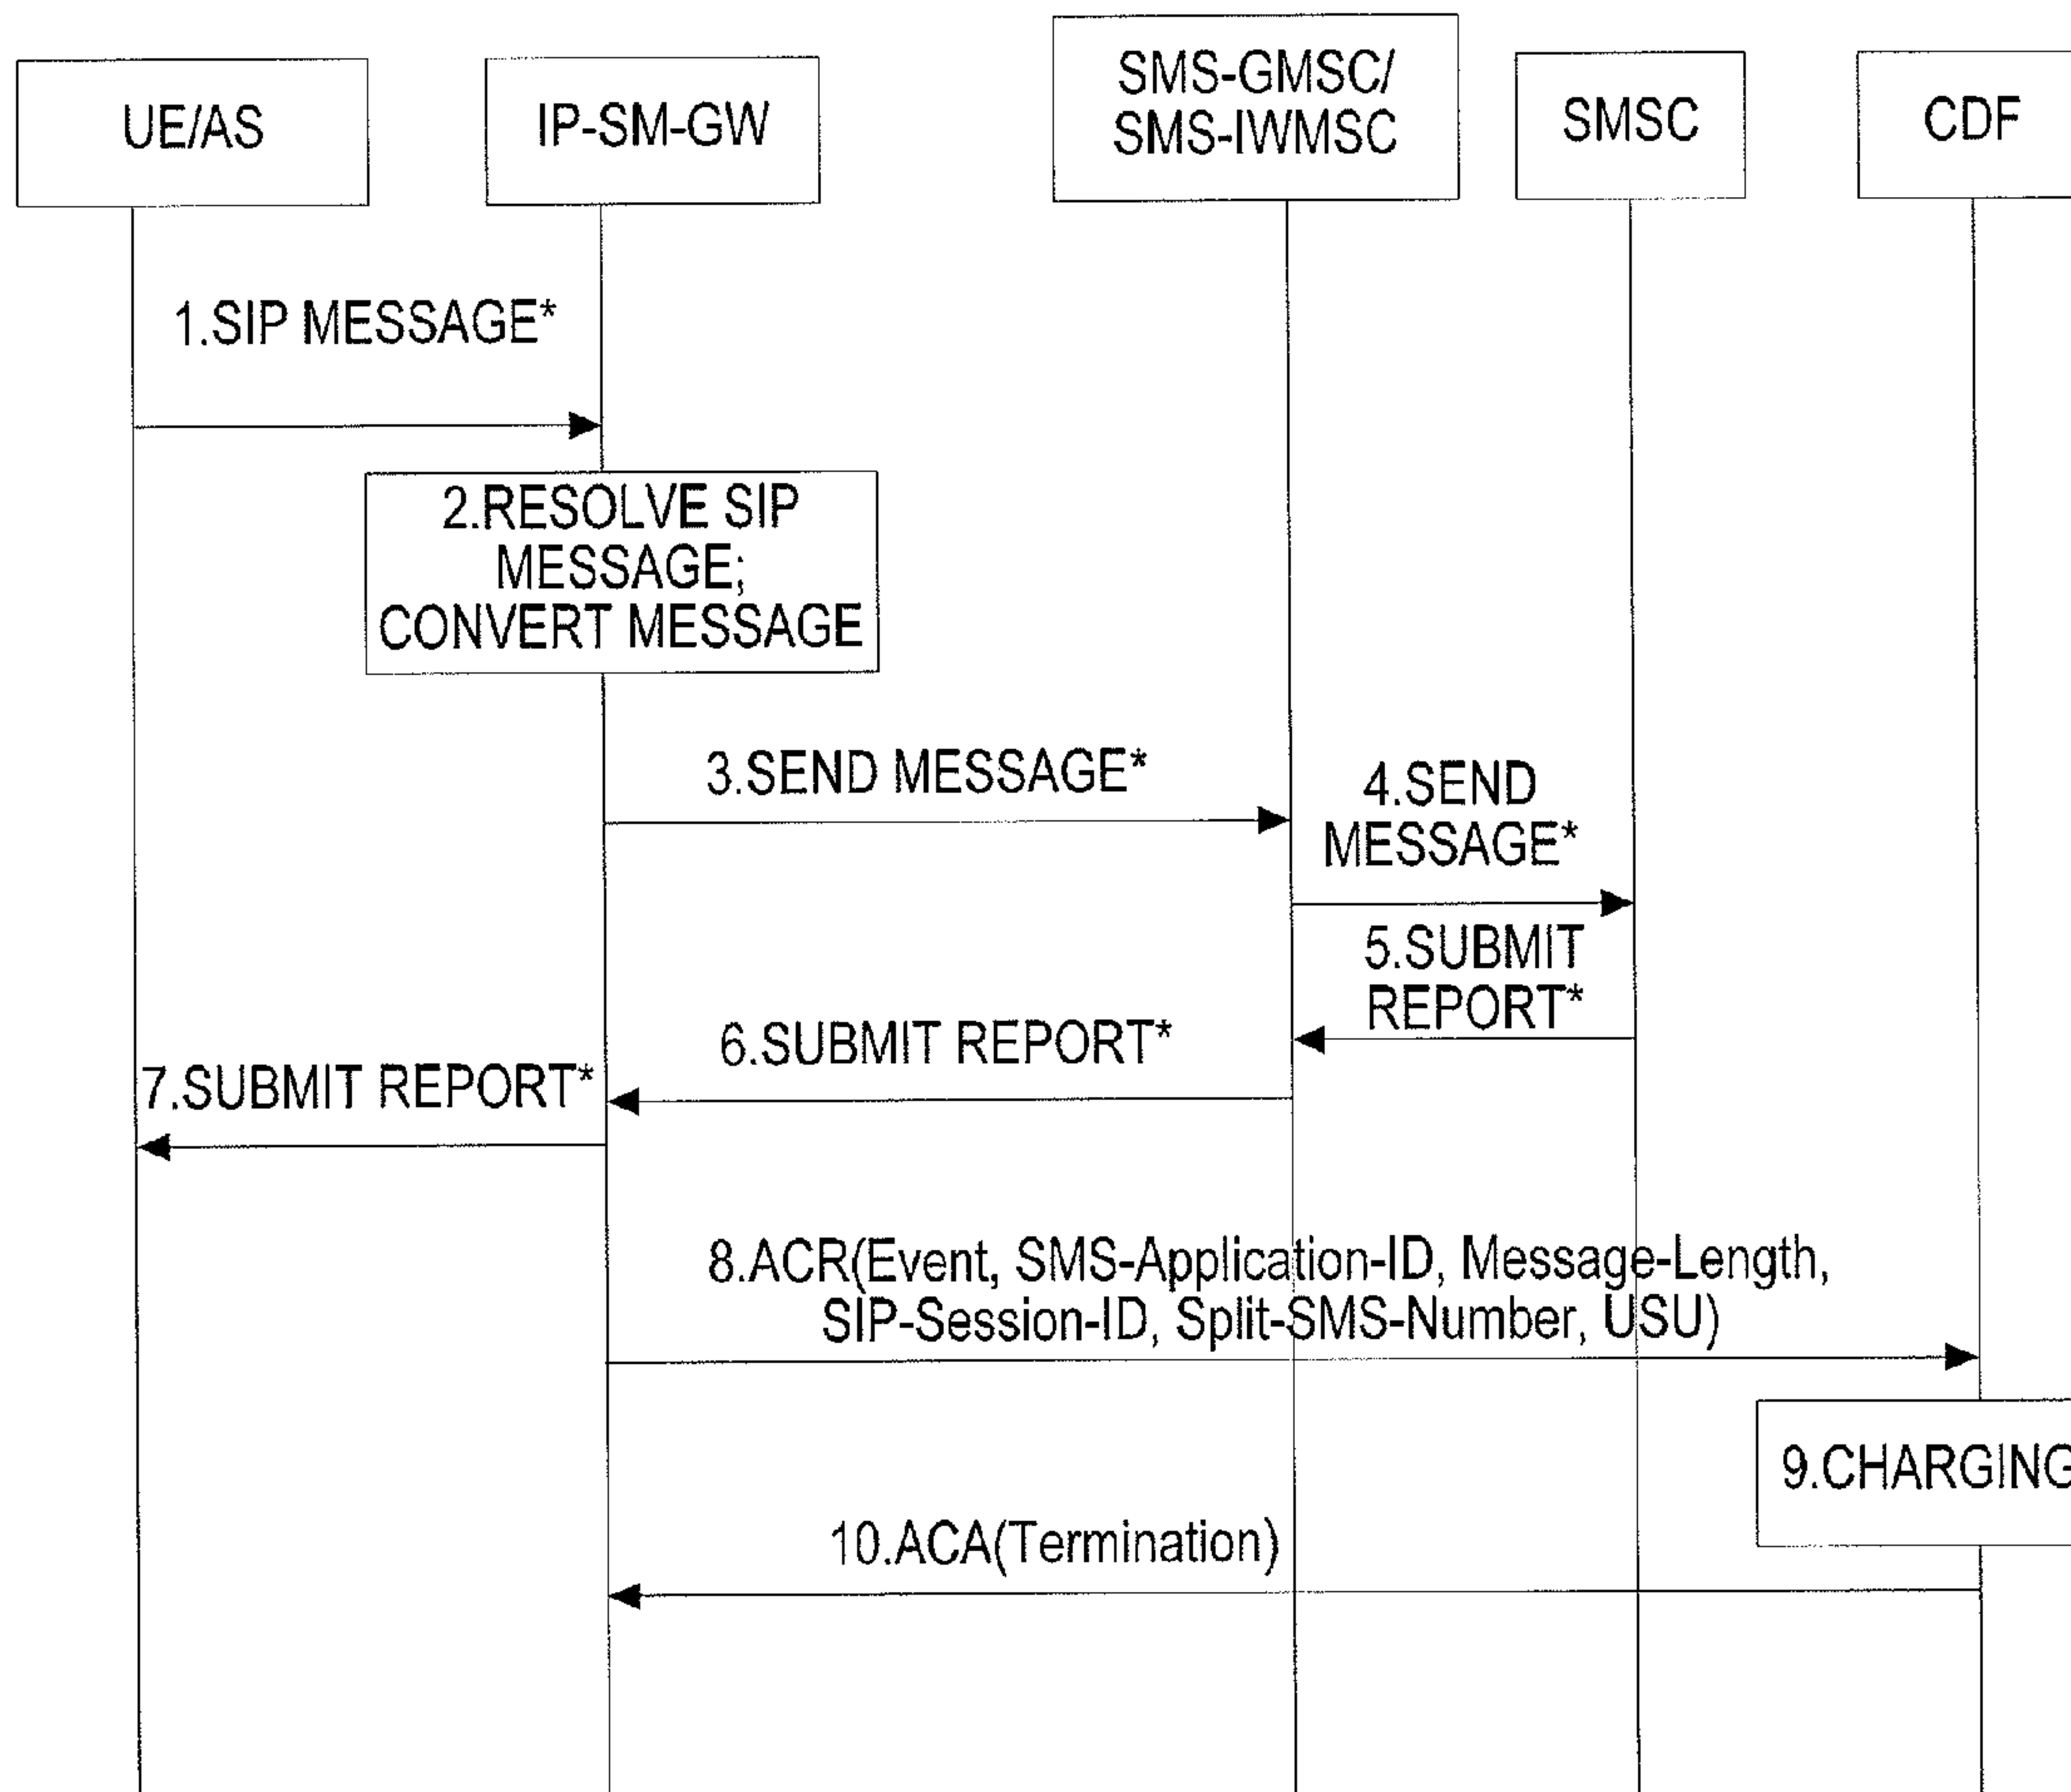 UE/AS
IP-SM-GW
SMS-GMSC/
SMS-IWMSC
SMSC
CDF
1.SIP MESSAGE*
2.RESOLVE SIP
MESSAGE;
CONVERT MESSAGE
3.SEND MESSAGE*
4.SEND
MESSAGE*
5.SUBMIT
REPORT*
6.SUBMIT REPORT*
7.SUBMIT REPORT*
8.ACR(Event, SMS-Application-ID, Message-Length,
SIP-Session-ID, Split-SMS-Number, USU)
9.CHARGING
10.ACA(Termination)